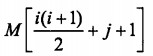 M[i(i+1)/2 + j + 1]